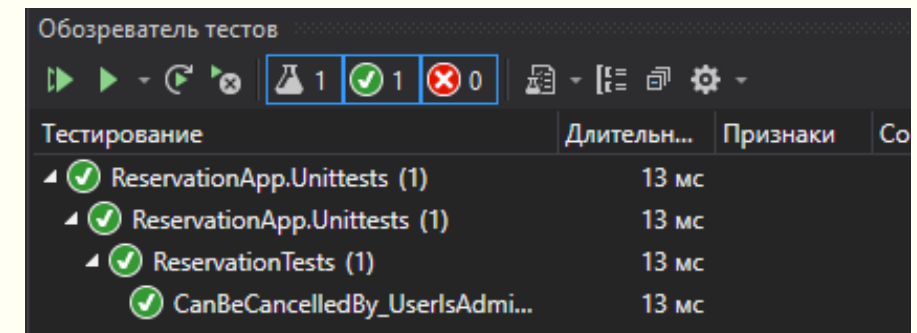 Обозреватель тестов
1 1 0
Тестирование Длительн... Признаки Со
ReservationApp.Unittests (1) 13 мс
ReservationApp.Unittests (1) 13 мс
ReservationTests (1) 13 мс
CanBeCancelledBy_UserIsAdmi... 13 мс